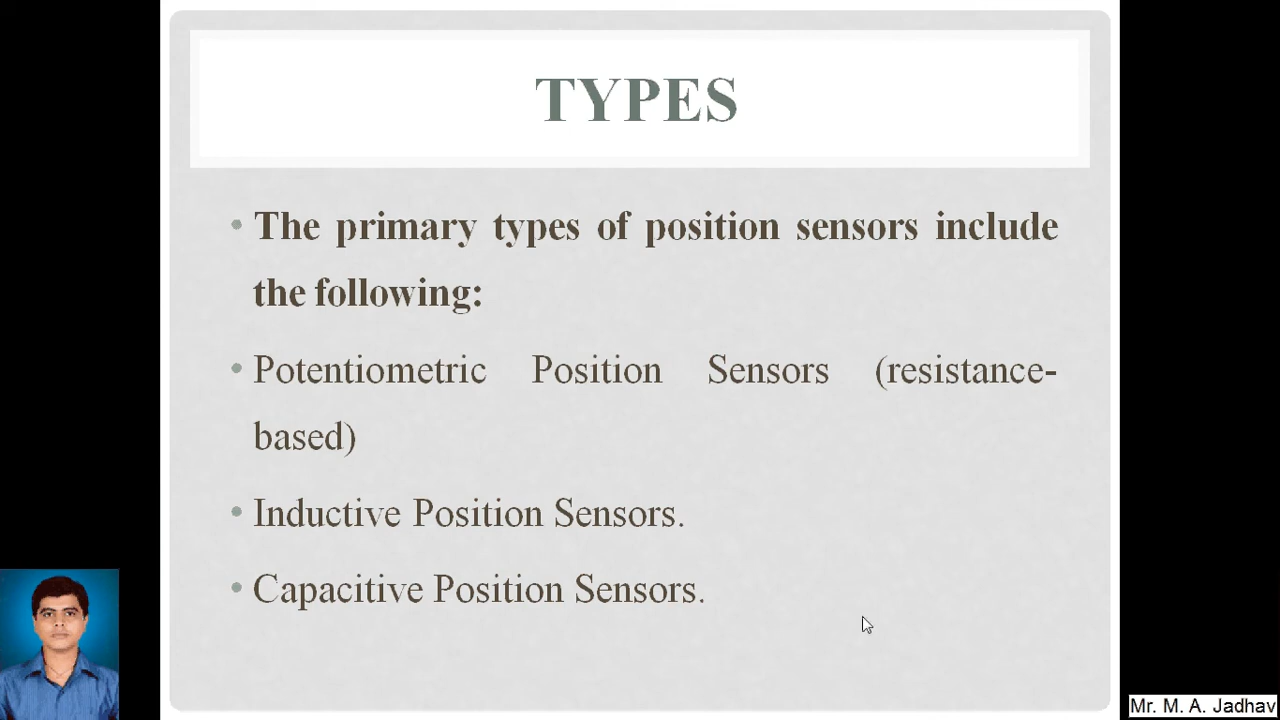 TYPES
• The primary types of position sensors include
the following:
• Potentiometric Position Sensors (resistance-
based)
• Inductive Position Sensors.
• Capacitive Position Sensors.
Mr. M. A. Jadhav